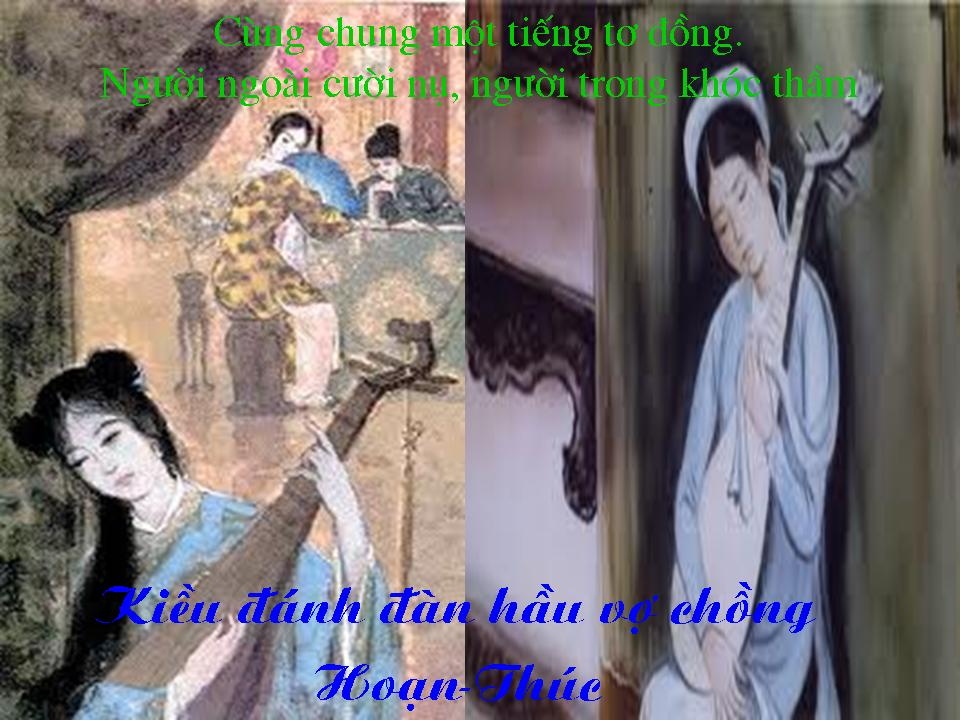 Cùng chung một tiếng tơ đồng.
Người ngoài cười nụ, người trong khóc thầm
Kiều đánh đàn hầu vợ chồng
Hoạn-Thúc